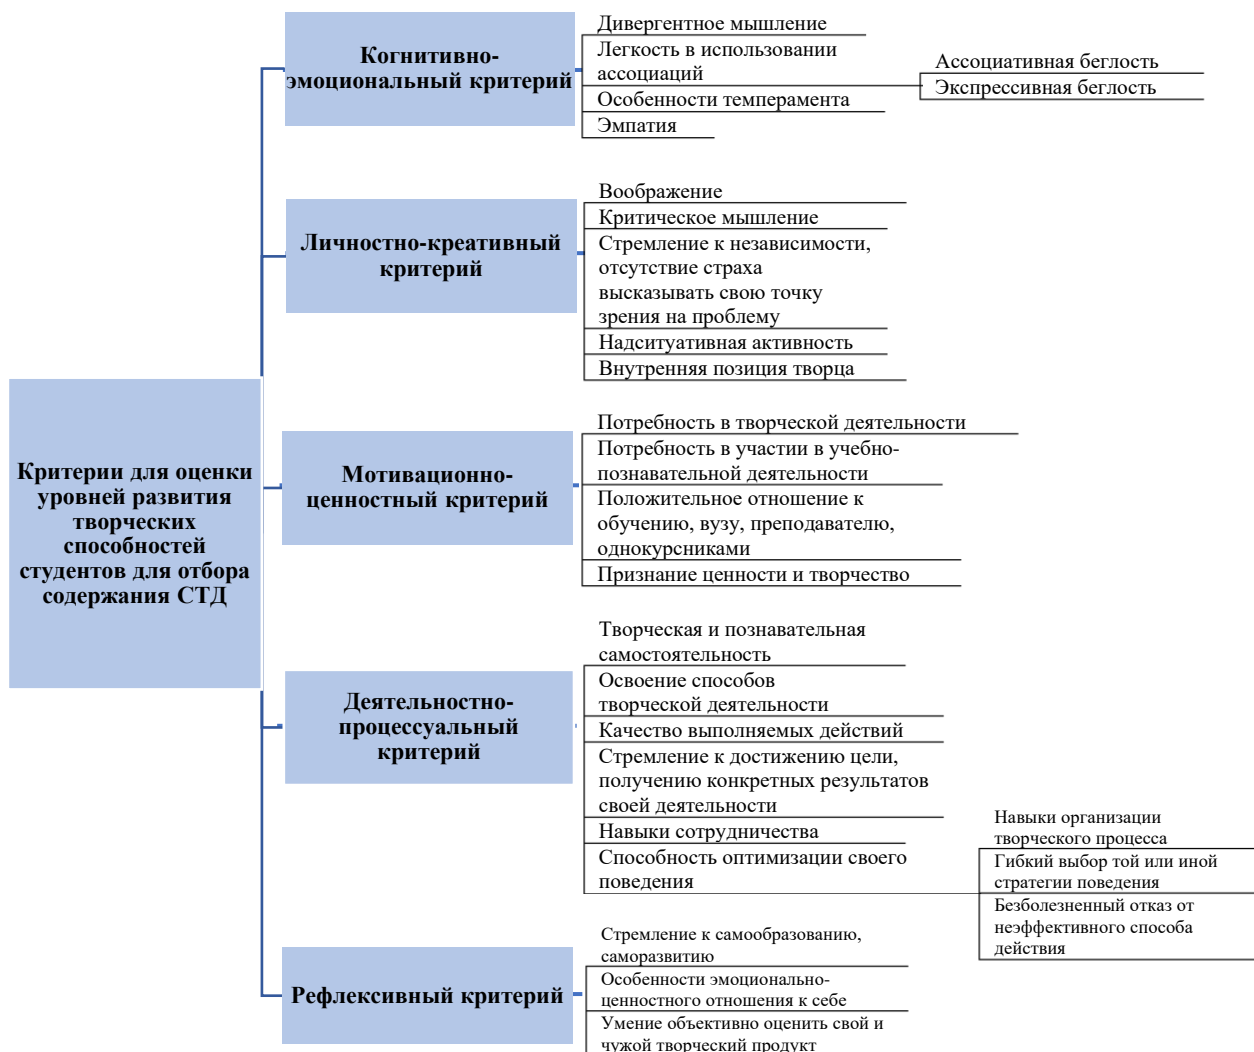 Критерии для оценки
уровней развития
творческих
способностей
студентов для отбора
содержания СТД
Когнитивно-
эмоциональный критерий
Дивергентное мышление
Легкость в использовании
ассоциаций
Ассоциативная беглость
Экспрессивная беглость
Особенности темперамента
Эмпатия
Личностно-креативный
критерий
Воображение
Критическое мышление
Стремление к независимости,
отсутствие страха
высказывать свою точку
зрения на проблему
Надситуативная активность
Внутренняя позиция творца
Мотивационно-
ценностный критерий
Потребность в творческой деятельности
Потребность в участии в учебно-
познавательной деятельности
Положительное отношение к
обучению, вузу, преподавателю,
однокурсниками
Признание ценности и творчество
Деятельностно-
процессуальный
критерий
Творческая и познавательная
самостоятельность
Освоение способов
творческой деятельности
Качество выполняемых действий
Стремление к достижению цели,
получению конкретных результатов
своей деятельности
Навыки сотрудничества
Способность оптимизации своего
поведения
Навыки организации
творческого процесса
Гибкий выбор той или иной
стратегии поведения
Безболезненный отказ от
неэффективного способа
действия
Рефлексивный критерий
Стремление к самообразованию,
саморазвитию
Особенности эмоционально-
ценностного отношения к себе
Умение объективно оценить свой и
чужой творческий продукт